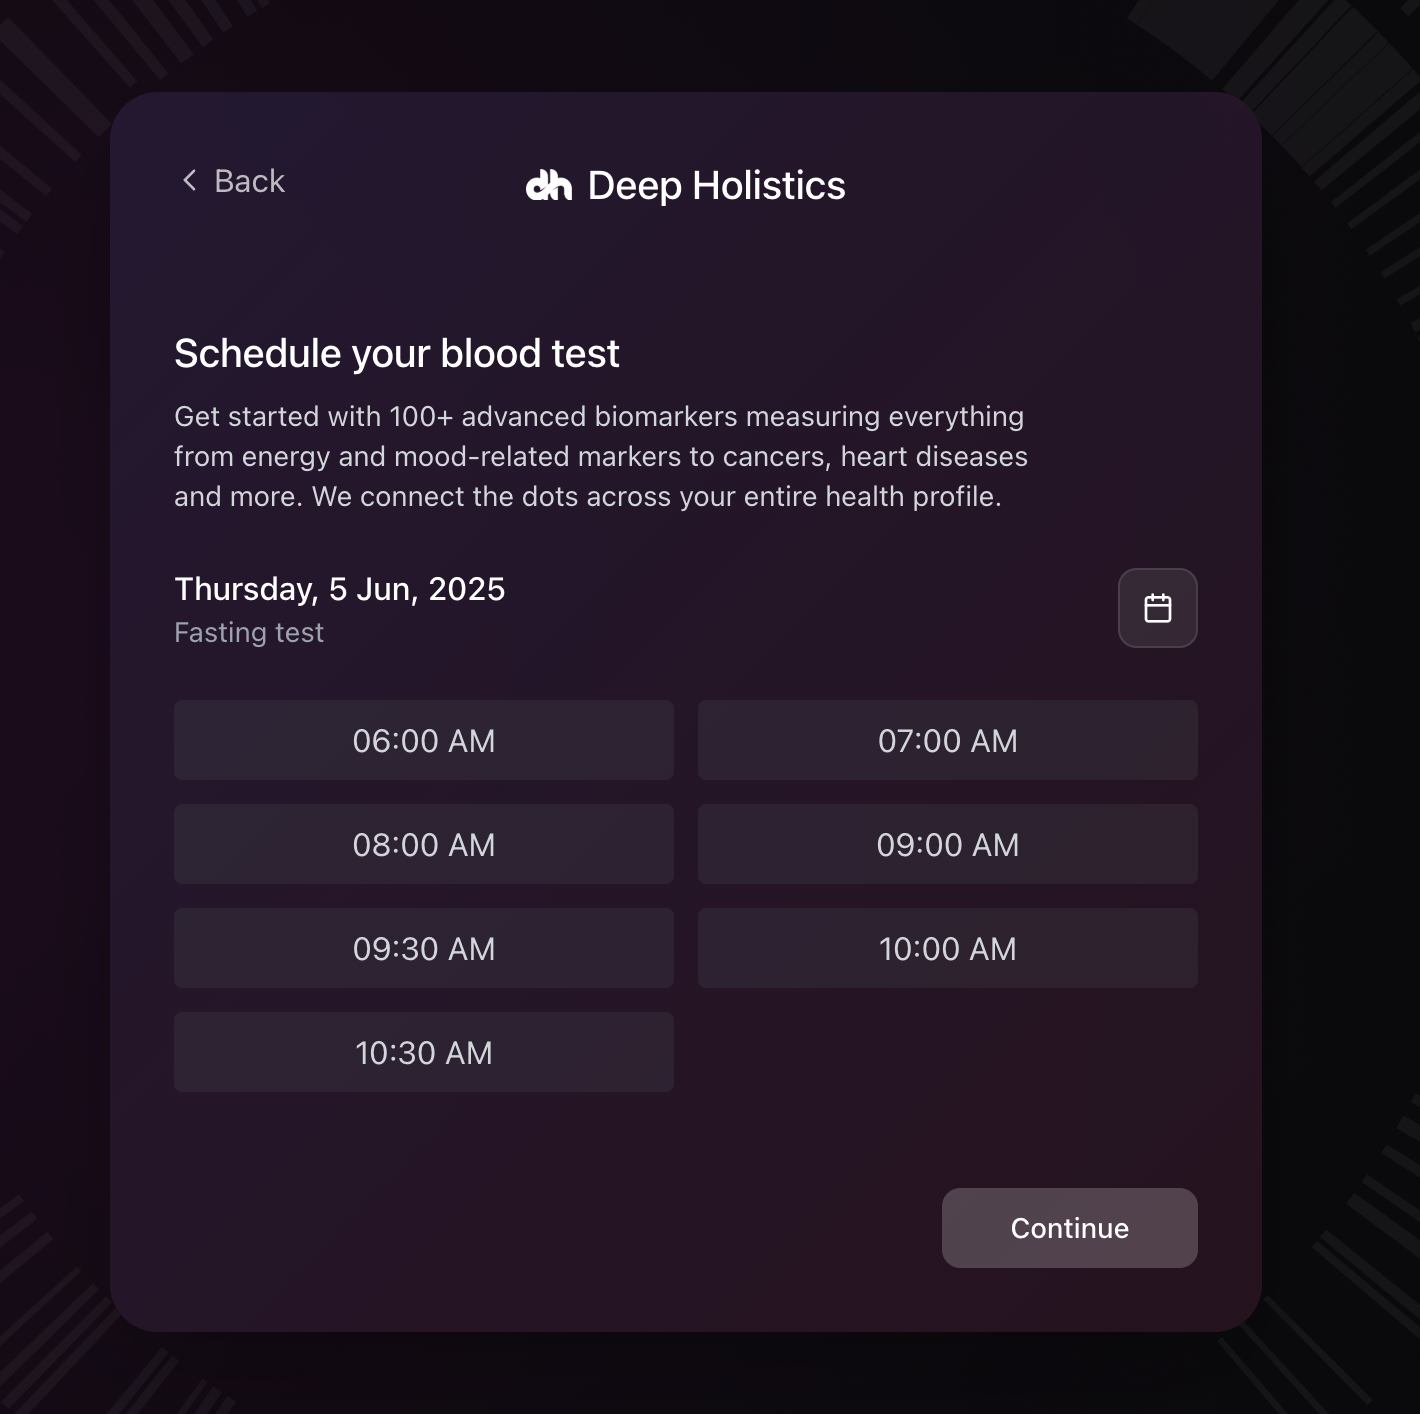 Back
Deep Holistics
Schedule your blood test
Get started with 100+ advanced biomarkers measuring everything
from energy and mood-related markers to cancers, heart diseases
and more. We connect the dots across your entire health profile.
Thursday, 5 Jun, 2025
Fasting test
06:00 AM
07:00 AM
08:00 AM
09:00 AM
09:30 AM
10:00 AM
10:30 AM
Continue